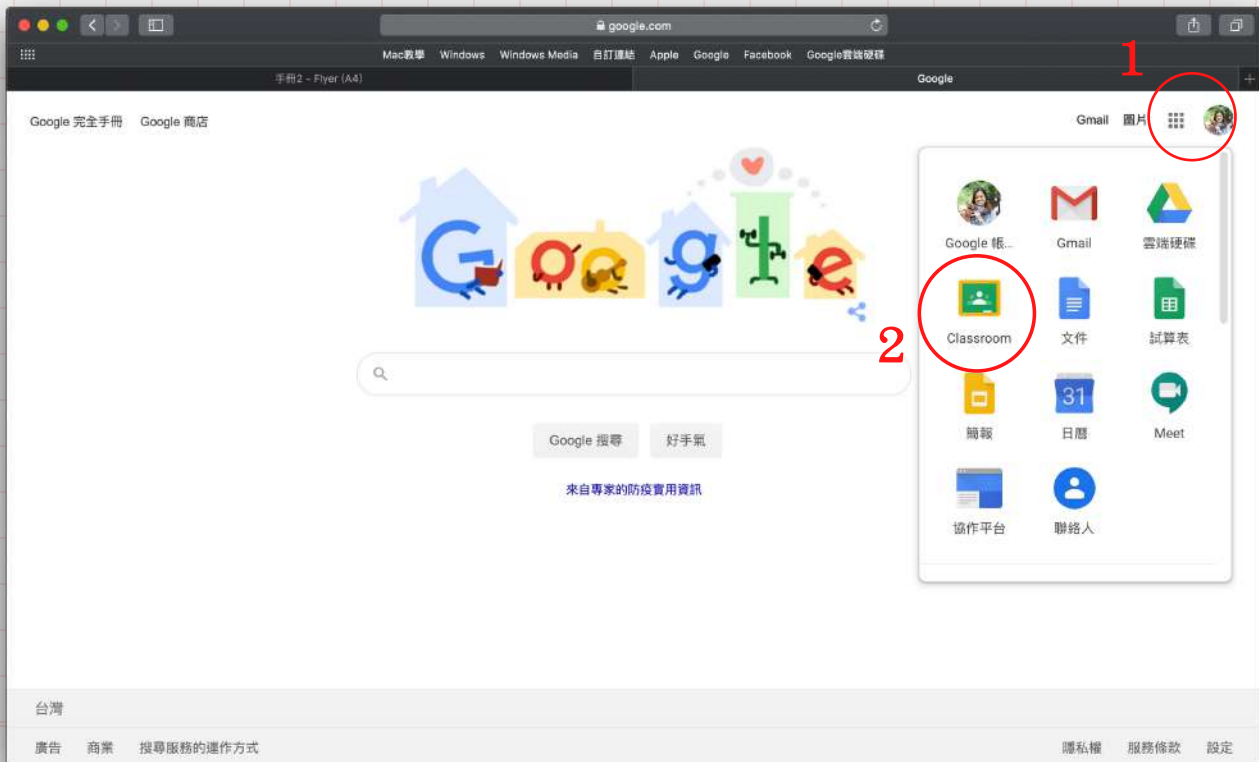 google.com
Mac教學 Windows Windows Media 自訂連結 Apple Google Facebook Google雲端硬碟
手冊2 - Flyer (A4) Google
1
Google 完全手冊 Google 商店 Gmail 圖片
Google
Google 帳... Gmail 雲端硬碟
2
Classroom 文件 試算表
31
簡報 日曆 Meet
Google 搜尋 好手氣
來自專家的防疫實用資訊
協作平台 聯絡人
台灣
廣告 商業 搜尋服務的運作方式 隱私權 服務條款 設定